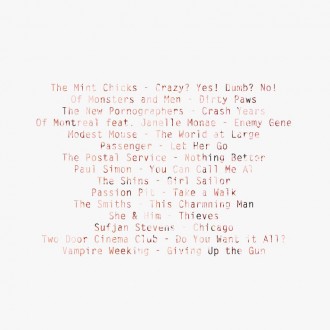 The Mint Chicks - Crazy? Yes! Dumb? No!
Of Monsters and Men - Dirty Paws
The New Pornographers - Crash Years
Of Montreal feat. Janelle Monae - Enemy Gene
Modest Mouse - The World at Large
Passenger - Let Her Go
The Postal Service - Nothing Better
Paul Simon - You Can Call Me Al
The Shins - Girl Sailor
Passion Pit - Take a Walk
The Smiths - This Charming Man
She & Him - Thieves
Sufjan Stevens - Chicago
Two Door Cinema Club - Do You Want it All?
Vampire Weeking - Giving Up the Gun